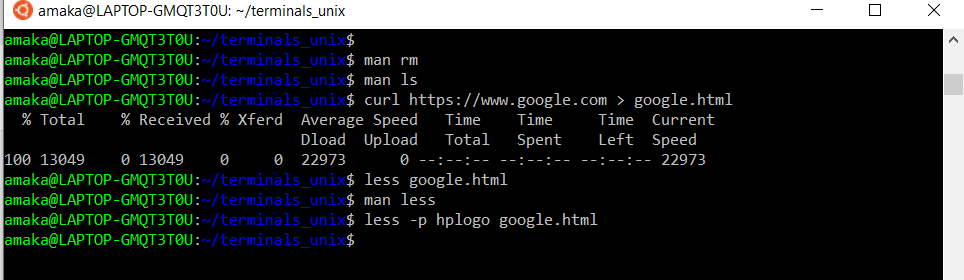 amaka@LAPTOP-GMQT3T0U: ~/terminals_unix
amaka@LAPTOP-GMQT3T0U:~/terminals_unix$
amaka@LAPTOP-GMQT3T0U:~/terminals_unix$ man rm
amaka@LAPTOP-GMQT3T0U:~/terminals_unix$ man ls
amaka@LAPTOP-GMQT3T0U:~/terminals_unix$ curl https://www.google.com > google.html
  % Total    % Received % Xferd  Average Speed   Time    Time     Time  Current
                                 Dload  Upload   Total   Spent    Left  Speed
100 13049    0 13049    0     0  22973      0 --:--:-- --:--:-- --:--:-- 22973
amaka@LAPTOP-GMQT3T0U:~/terminals_unix$ less google.html
amaka@LAPTOP-GMQT3T0U:~/terminals_unix$ man less
amaka@LAPTOP-GMQT3T0U:~/terminals_unix$ less -p hplogo google.html
amaka@LAPTOP-GMQT3T0U:~/terminals_unix$